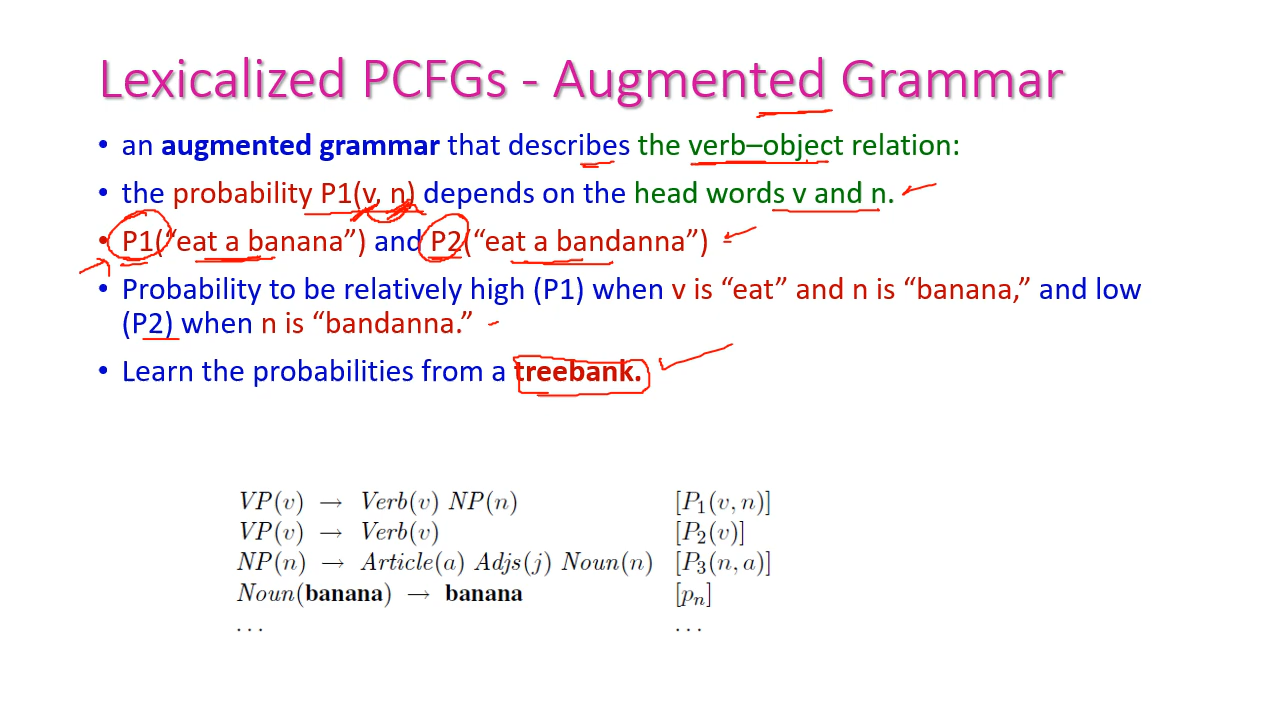 Lexicalized PCFGs - Augmented Grammar
• an augmented grammar that describes the verb–object relation:
• the probability P1(v, n) depends on the head words v and n.
• P1(“eat a banana”) and P2(“eat a bandanna”)
• Probability to be relatively high (P1) when v is “eat” and n is “banana,” and low
(P2) when n is “bandanna.”
• Learn the probabilities from a treebank.
VP(v) → Verb(v) NP(n) [P₁(v, n)]
VP(v) → Verb(v) [P₂(v)]
NP(n) → Article(a) Adjs(j) Noun(n) [P₃(n, a)]
Noun(banana) → banana [pₙ]
... ...